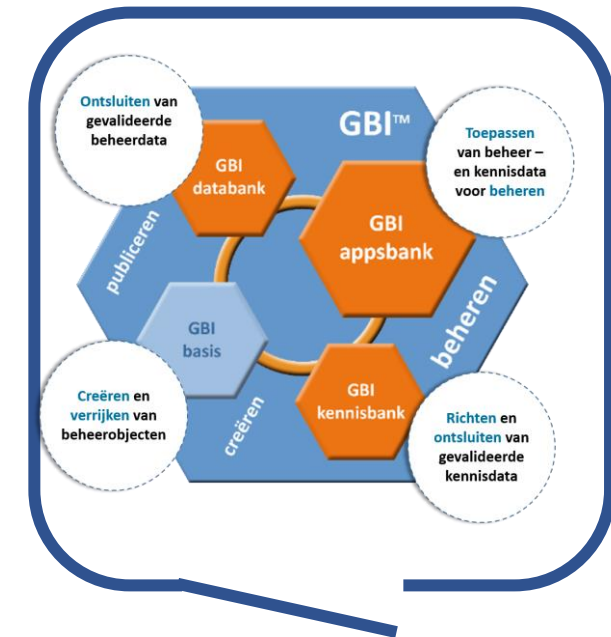 Ontsluiten van
gevalideerde
beheerdata
GBI™
Toepassen
van beheer –
en kennisdata
voor beheren
GBI
databank
GBI
appsbank
publiceren
beheren
GBI
basis
creëren
GBI
kennisbank
Creëren en
verrijken van
beheerobjecten
Richten en
ontsluiten van
gevalideerde
kennisdata